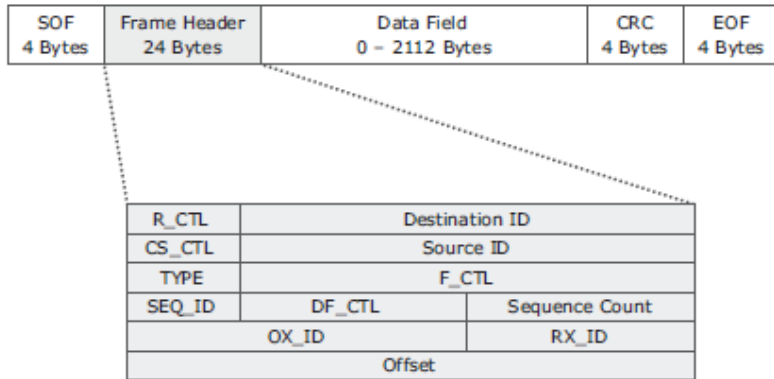 SOF Frame Header Data Field CRC EOF
4 Bytes 24 Bytes 0 – 2112 Bytes 4 Bytes 4 Bytes
R_CTL Destination ID
CS_CTL Source ID
TYPE F_CTL
SEQ_ID DF_CTL Sequence Count
OX_ID RX_ID
Offset